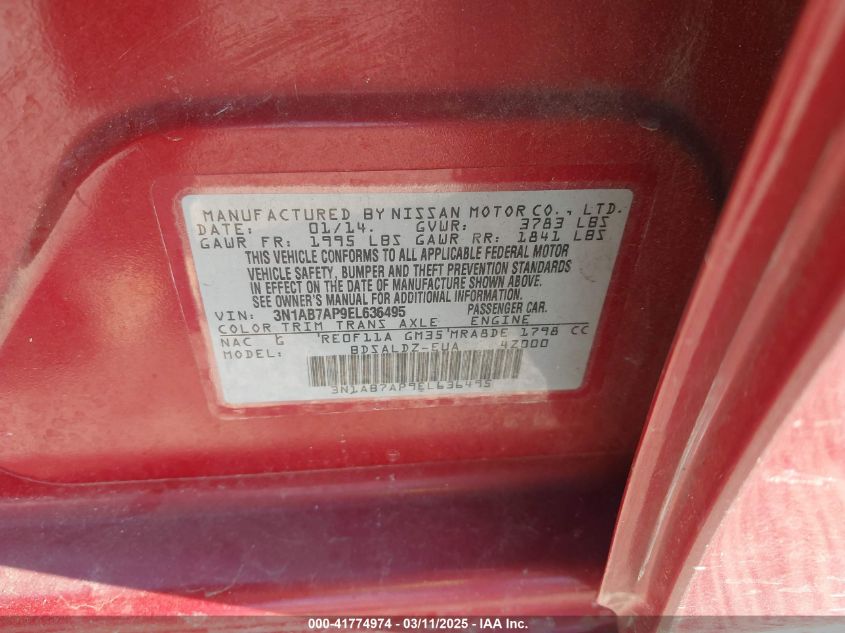 MANUFACTURED BY NISSAN MOTOR CO., LTD.
DATE: 01/14. GVWR: 3783 LBS
GAWR FR: 1995 LBS GAWR RR: 1841 LBS
THIS VEHICLE CONFORMS TO ALL APPLICABLE FEDERAL MOTOR
VEHICLE SAFETY, BUMPER AND THEFT PREVENTION STANDARDS
IN EFFECT ON THE DATE OF MANUFACTURE SHOWN ABOVE.
SEE OWNER'S MANUAL FOR ADDITIONAL INFORMATION
VIN: 3N1AB7AP9EL636495 PASSENGER CAR.
COLOR TRIM TRANS AXLE ENGINE
NAC G 'RE0F11A GM35'MRA8DE 1798 CC
MODEL: BDSALDZ-EUA 4Z000
3N1AB7AP9EL636495
000-41774974 / 03/11/2025 - IAA Inc.